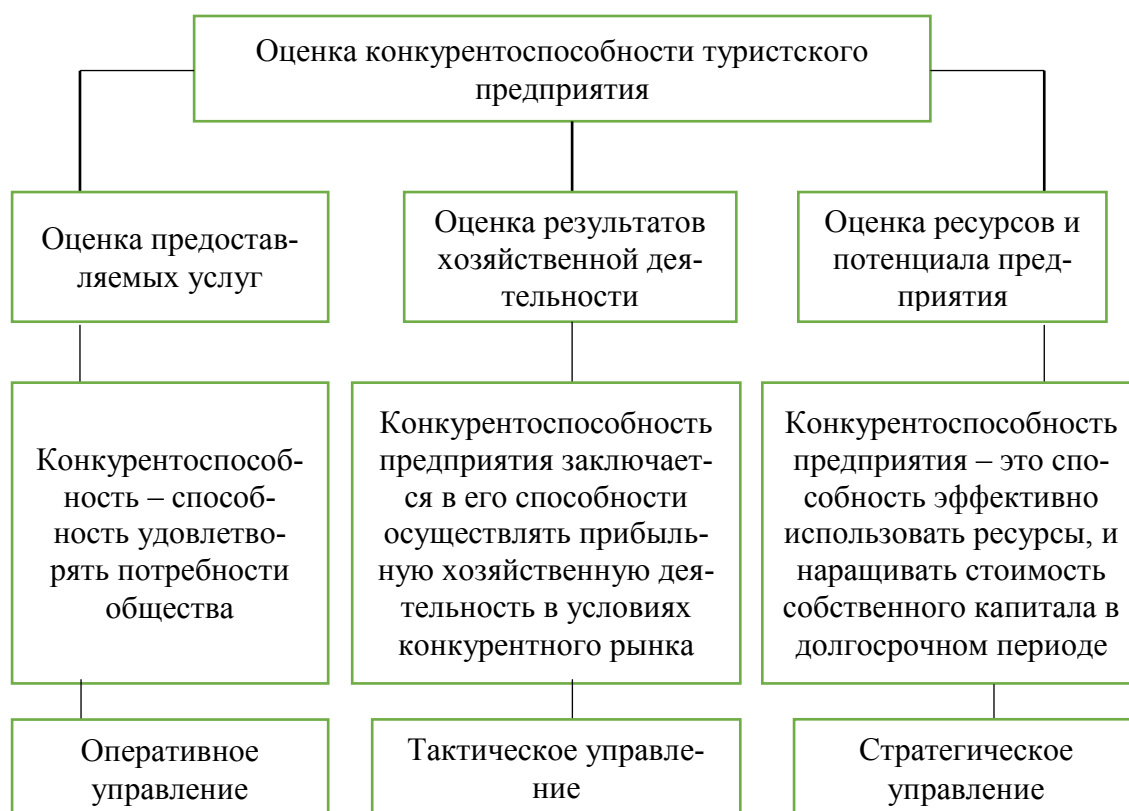 Оценка конкурентоспособности туристского
предприятия
Оценка предостав-
ляемых услуг
Оценка результатов
хозяйственной дея-
тельности
Оценка ресурсов и
потенциала пред-
приятия
Конкурентоспособ-
ность – способ-
ность удовлетво-
рять потребности
общества
Конкурентоспособность
предприятия заключает-
ся в его способности
осуществлять прибыль-
ную хозяйственную дея-
тельность в условиях
конкурентного рынка
Конкурентоспособность
предприятия – это спо-
собность эффективно
использовать ресурсы, и
наращивать стоимость
собственного капитала в
долгосрочном периоде
Оперативное
управление
Тактическое управле-
ние
Стратегическое
управление